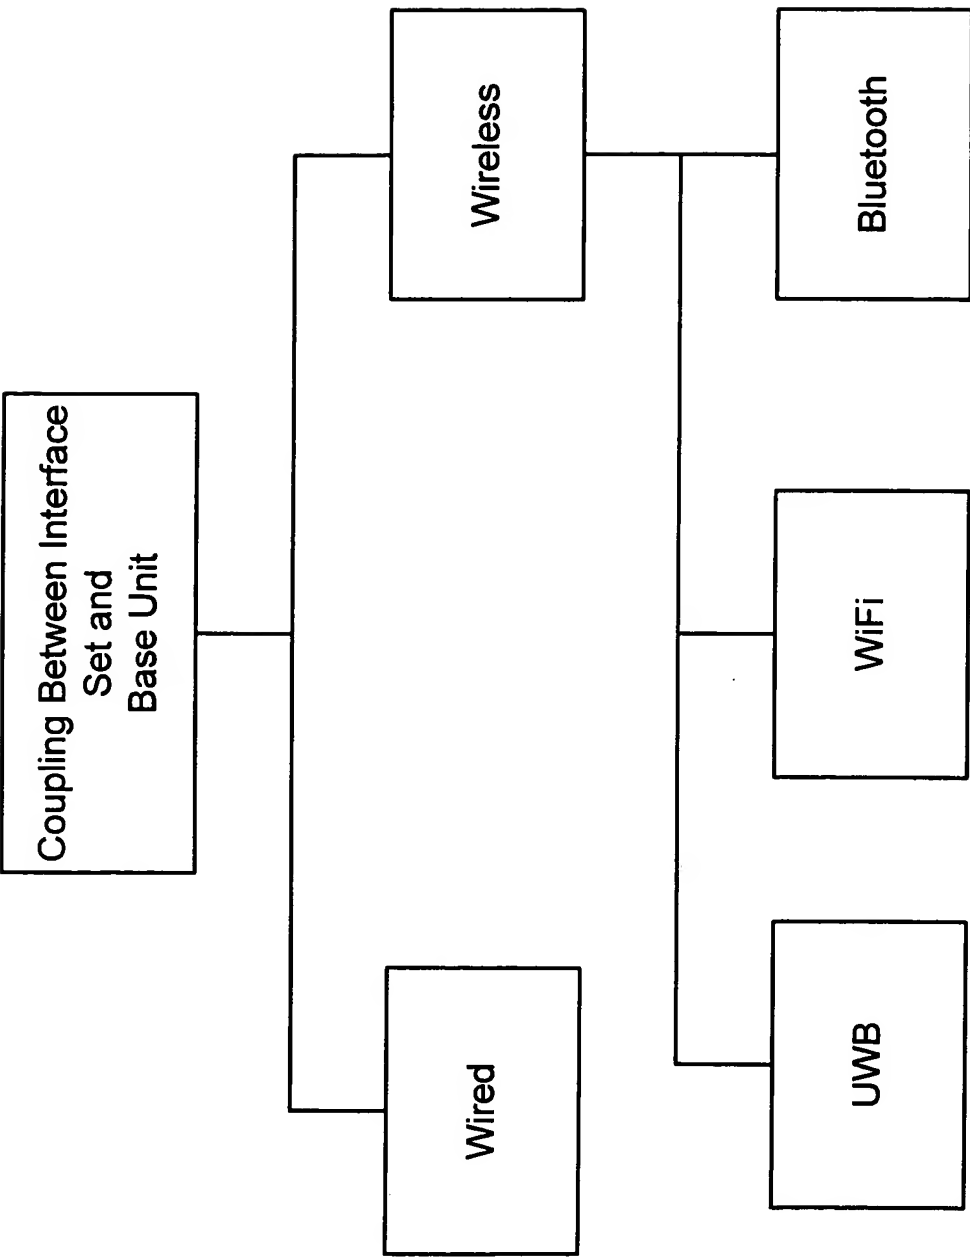 Coupling Between Interface
Set and
Base Unit
Wired
Wireless
UWB
WiFi
Bluetooth